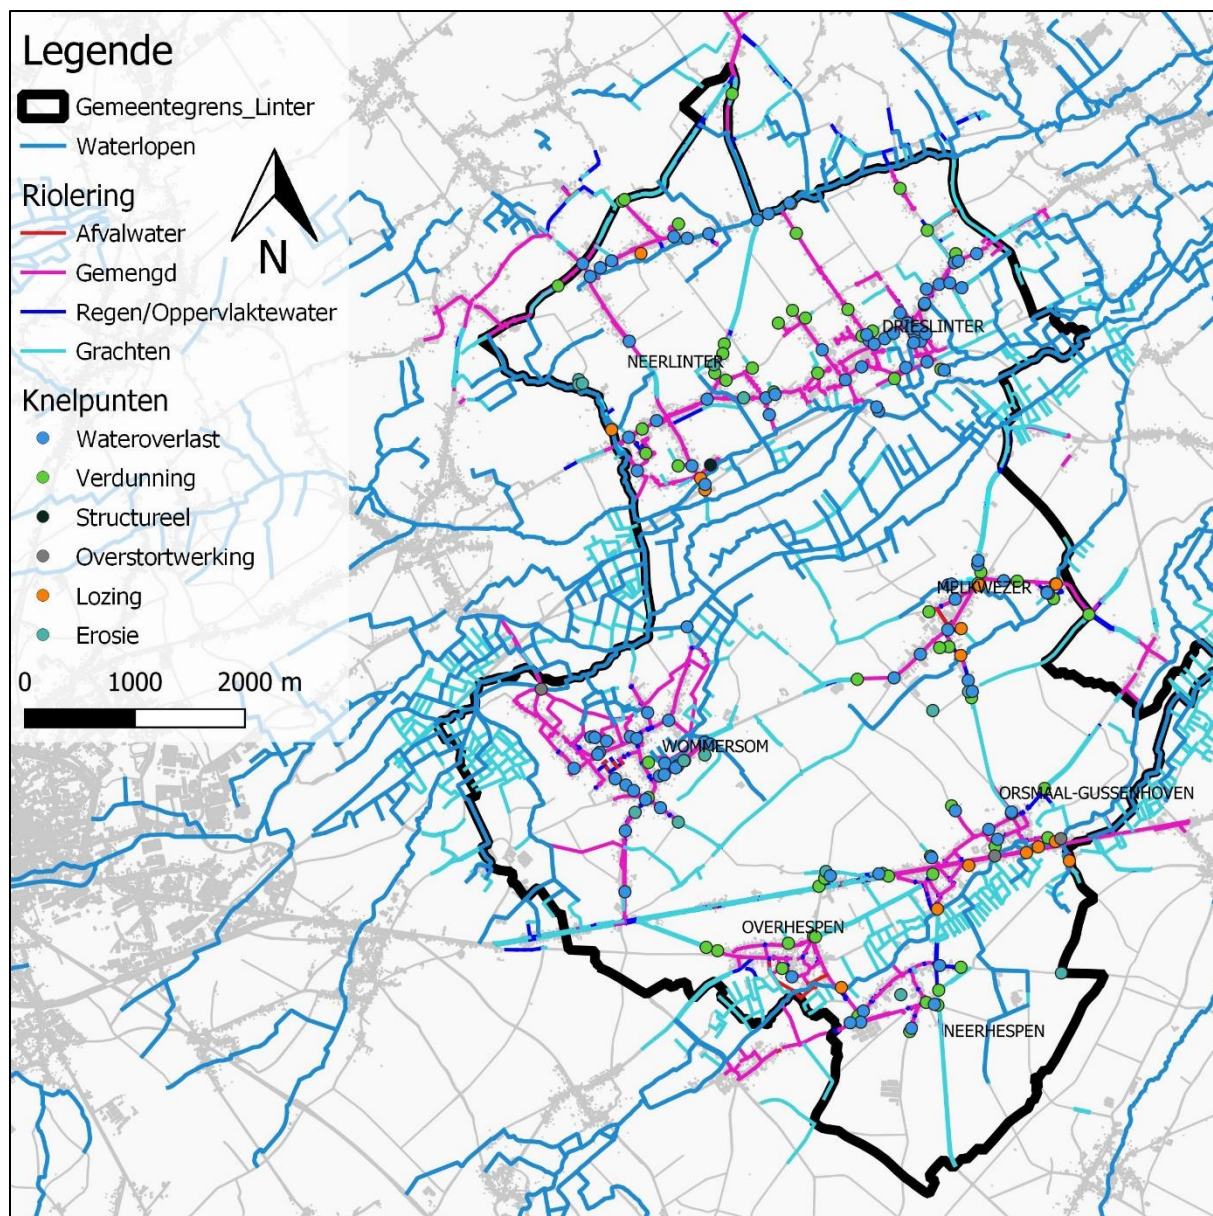 Legende
Gemeentegrens_Linter
Waterlopen
Riolering
Afvalwater
Gemengd
Regen/Oppervlaktewater
Grachten
Knelpunten
Wateroverlast
Verdunning
Structureel
Overstortwerking
Lozing
Erosie
0 1000 2000 m
N
DRIESLINTER
NEERLINTER
MELKWEZER
WOMMERSOM
ORSMAAL-GUSSENHOVEN
OVERHESPEN
NEERHESPEN